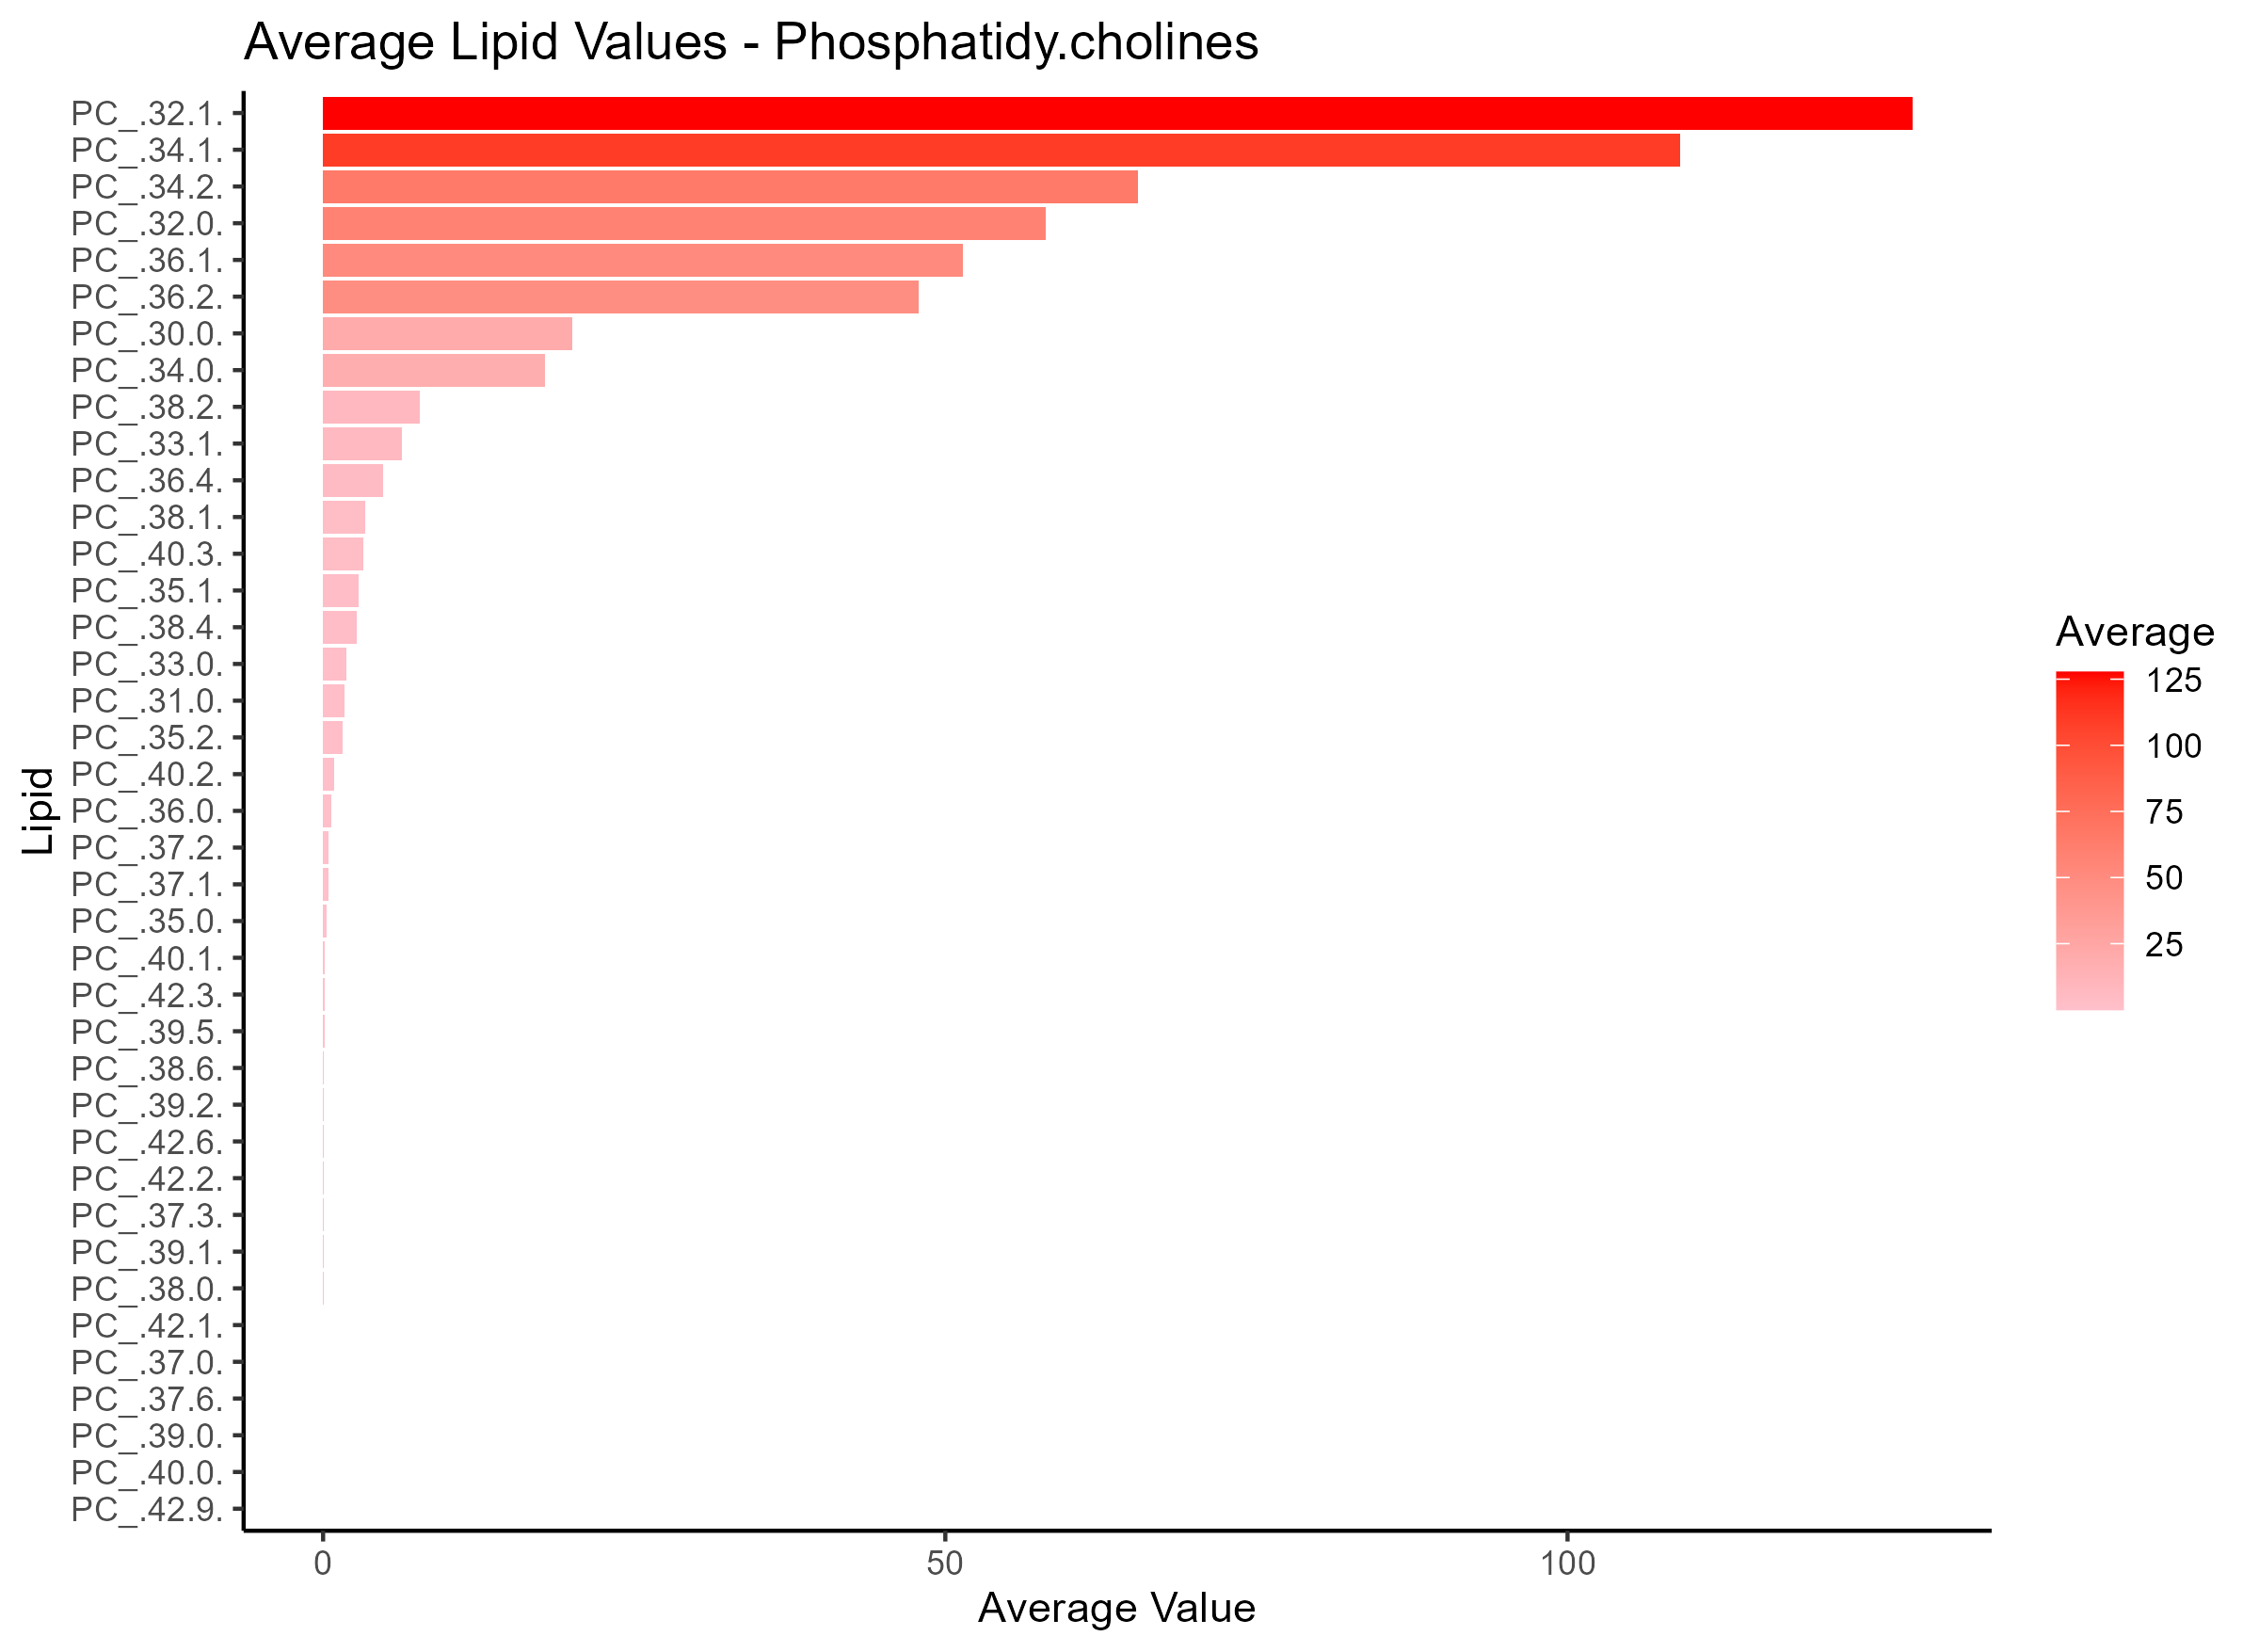 Average Lipid Values - Phosphatidy.cholines
PC_.32.1.
PC_.34.1.
PC_.34.2.
PC_.32.0.
PC_.36.1.
PC_.36.2.
PC_.30.0.
PC_.34.0.
PC_.38.2.
PC_.33.1.
PC_.36.4.
PC_.38.1.
PC_.40.3.
PC_.35.1.
PC_.38.4.
PC_.33.0.
PC_.31.0.
PC_.35.2.
PC_.40.2.
PC_.36.0.
PC_.37.2.
PC_.37.1.
PC_.35.0.
PC_.40.1.
PC_.42.3.
PC_.39.5.
PC_.38.6.
PC_.39.2.
PC_.42.6.
PC_.42.2.
PC_.37.3.
PC_.39.1.
PC_.38.0.
PC_.42.1.
PC_.37.0.
PC_.37.6.
PC_.39.0.
PC_.40.0.
PC_.42.9.
Lipid
0 50 100
Average Value
Average
125
100
75
50
25